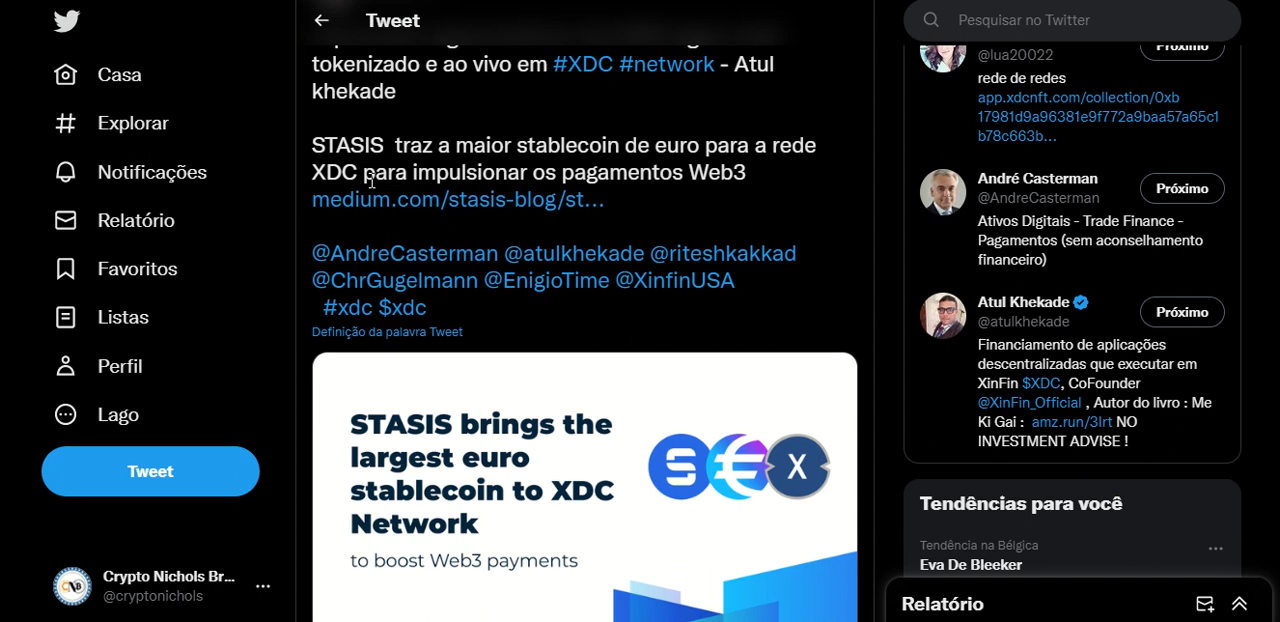 Casa
Explorar
Notificações
Relatório
Favoritos
Listas
Perfil
Lago
Tweet
Crypto Nichols Br...
@cryptonichols
Tweet
tokenizado e ao vivo em #XDC #network - Atul
khekade
STASIS traz a maior stablecoin de euro para a rede
XDC para impulsionar os pagamentos Web3
medium.com/stasis-blog/st...
@AndreCasterman @atulkhekade @riteshkakkad
@ChrGugelmann @EnigioTime @XinfinUSA
#xdc $xdc
Definição da palavra Tweet
STASIS brings the
largest euro
stablecoin to XDC
Network
to boost Web3 payments
S € X
Pesquisar no Twitter
@lua20022
Próximo
rede de redes
app.xdcnft.com/collection/0xb
17981d9a96381e9f772a9baa57a65c1
b78c663b...
André Casterman
@AndreCasterman
Próximo
Ativos Digitais - Trade Finance -
Pagamentos (sem aconselhamento
financeiro)
Atul Khekade
@atulkhekade
Próximo
Financiamento de aplicações
descentralizadas que executar em
XinFin $XDC, CoFounder
@XinFin_Official , Autor do livro : Me
Ki Gai : amz.run/3Irt NO
INVESTMENT ADVISE !
Tendências para você
Tendência na Bélgica
Eva De Bleeker
Relatório